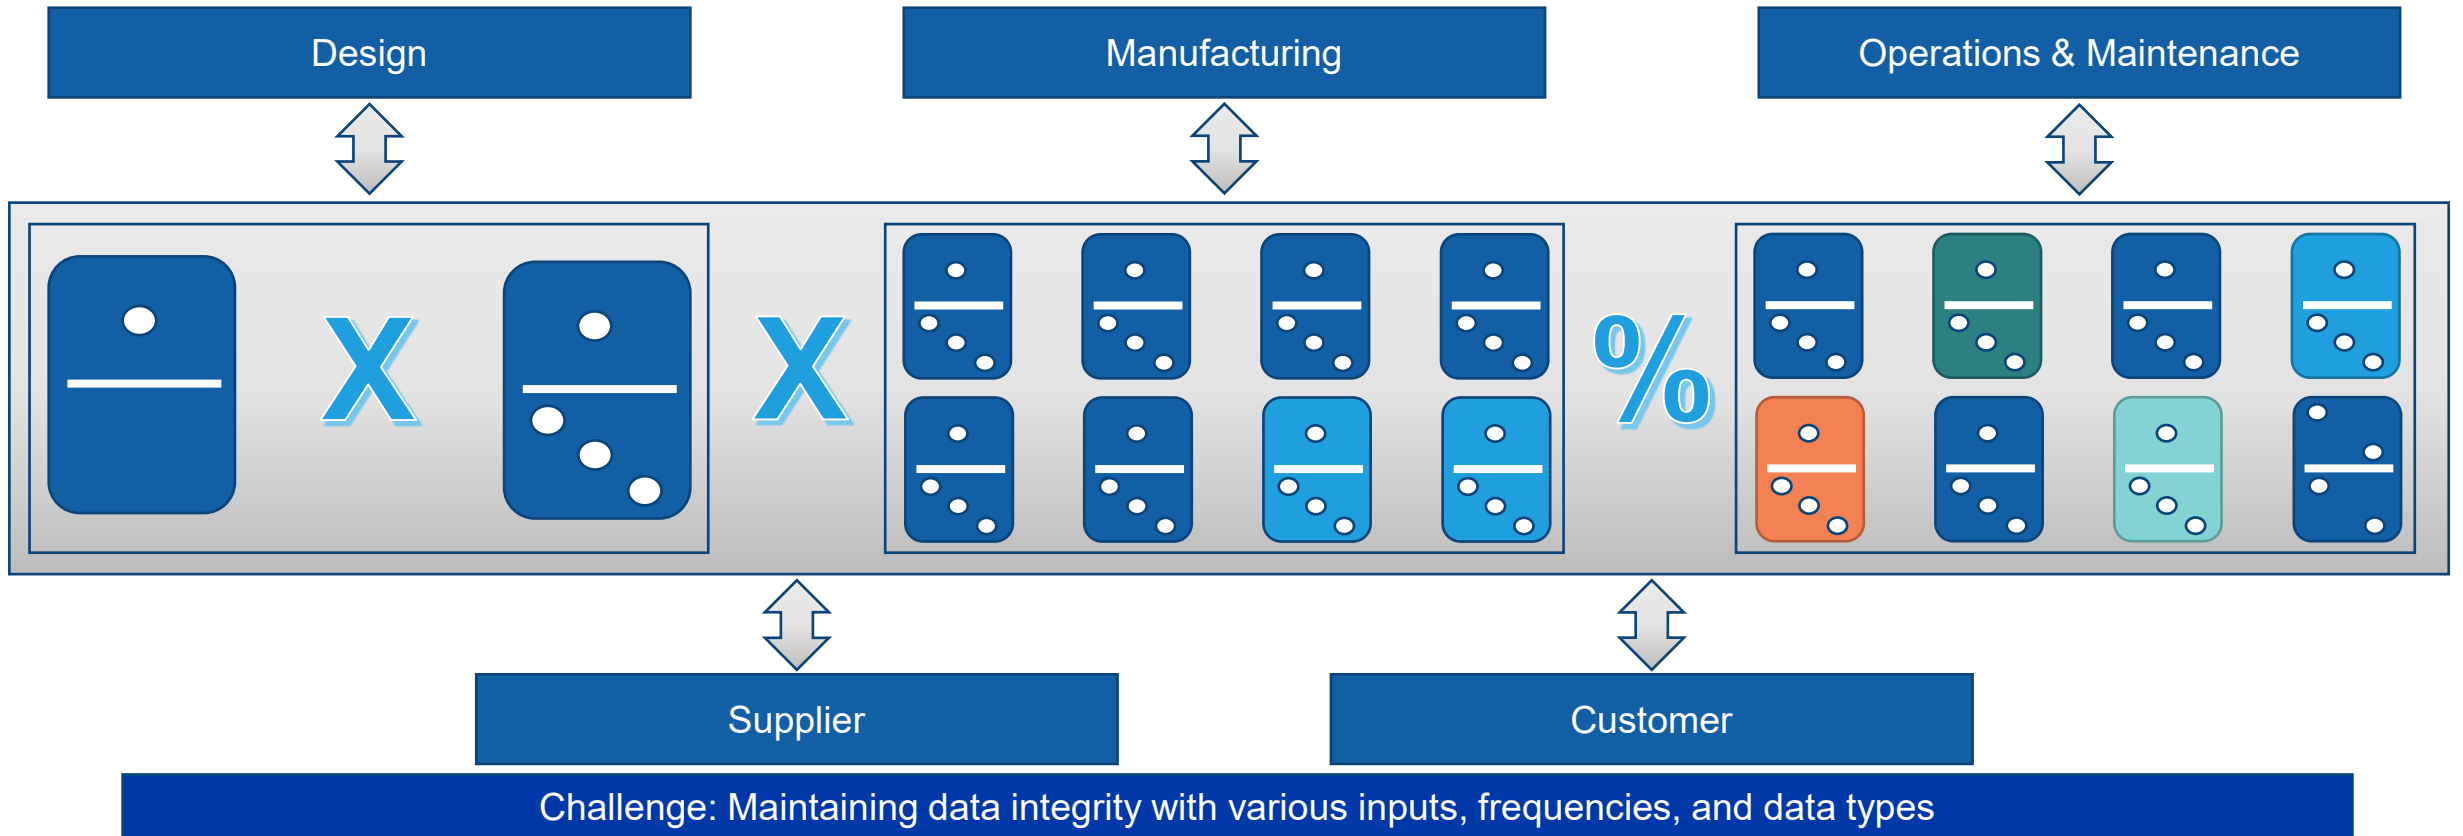 Design
Manufacturing
Operations & Maintenance
X
X
%
Supplier
Customer
Challenge: Maintaining data integrity with various inputs, frequencies, and data types